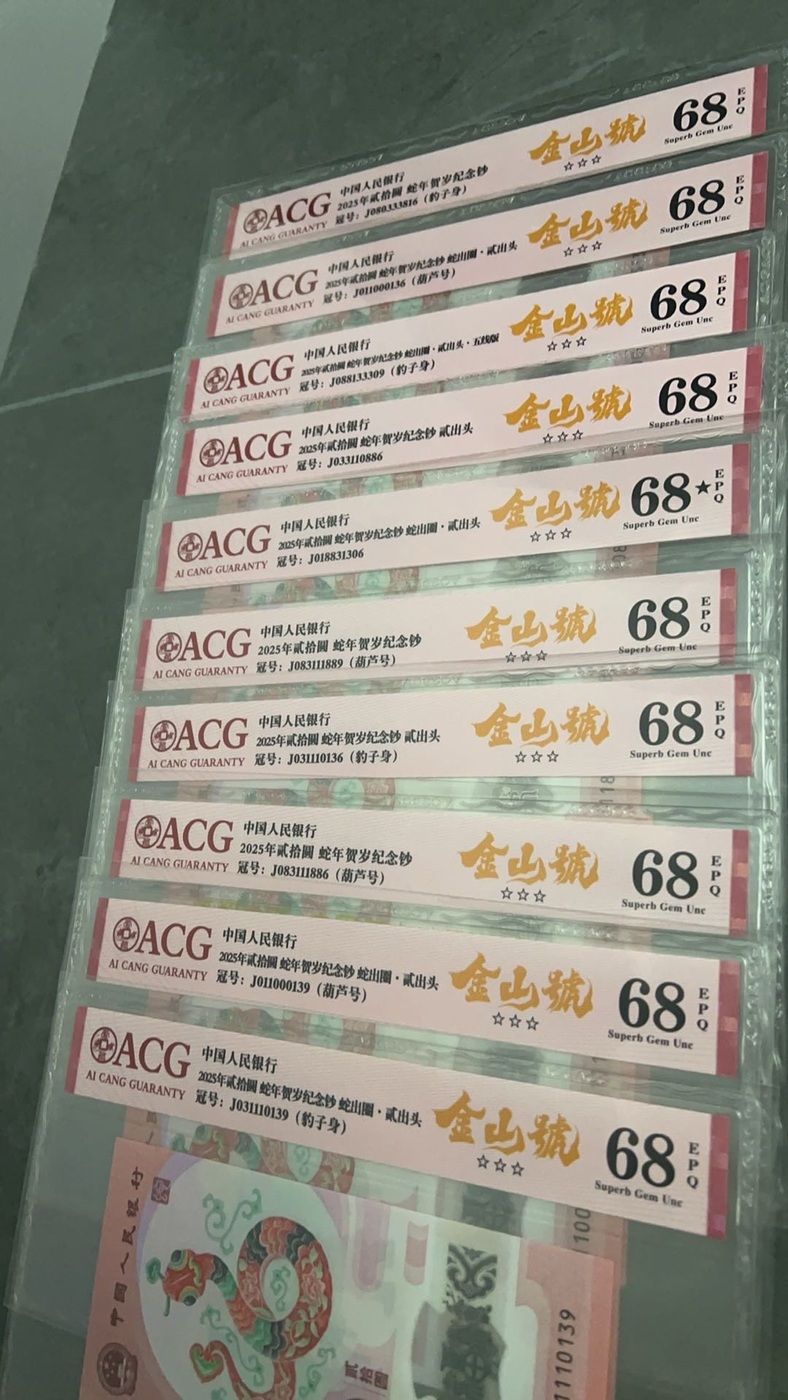 ACG
AI CANG GUARANTY
中国人民银行
2025年贰拾圆 蛇年贺岁纪念钞
冠号：J080333816（豹子身）
金山號
☆☆☆
68
EPQ
Superb Gem Unc
ACG
AI CANG GUARANTY
中国人民银行
2025年贰拾圆 蛇年贺岁纪念钞 蛇出圈·贰出头
冠号：J011000136（葫芦号）
金山號
☆☆☆
68
EPQ
Superb Gem Unc
ACG
AI CANG GUARANTY
中国人民银行
2025年贰拾圆 蛇年贺岁纪念钞 蛇出圈·贰出头·五线版
冠号：J088133309（豹子号）
金山號
☆☆☆
68
EPQ
Superb Gem Unc
ACG
AI CANG GUARANTY
中国人民银行
2025年贰拾圆 蛇年贺岁纪念钞 贰出头
冠号：J033110886
金山號
☆☆☆
68
EPQ
Superb Gem Unc
ACG
AI CANG GUARANTY
中国人民银行
2025年贰拾圆 蛇年贺岁纪念钞 蛇出圈·贰出头
冠号：J018831306
金山號
☆☆☆
68★
EPQ
Superb Gem Unc
ACG
AI CANG GUARANTY
中国人民银行
2025年贰拾圆 蛇年贺岁纪念钞
冠号：J083111889（葫芦号）
金山號
☆☆☆
68
EPQ
Superb Gem Unc
ACG
AI CANG GUARANTY
中国人民银行
2025年贰拾圆 蛇年贺岁纪念钞 贰出头
冠号：J031110136（豹子身）
金山號
☆☆☆
68
EPQ
Superb Gem Unc
ACG
AI CANG GUARANTY
中国人民银行
2025年贰拾圆 蛇年贺岁纪念钞
冠号：J083111886（葫芦号）
金山號
☆☆☆
68
EPQ
Superb Gem Unc
ACG
AI CANG GUARANTY
中国人民银行
2025年贰拾圆 蛇年贺岁纪念钞 蛇出圈·贰出头
冠号：J011000139（葫芦号）
金山號
☆☆☆
68
EPQ
Superb Gem Unc
ACG
AI CANG GUARANTY
中国人民银行
2025年贰拾圆 蛇年贺岁纪念钞 蛇出圈·贰出头
冠号：J031110139（豹子身）
金山號
☆☆☆
68
EPQ
Superb Gem Unc
中国人民银行
贰拾圆
1110139